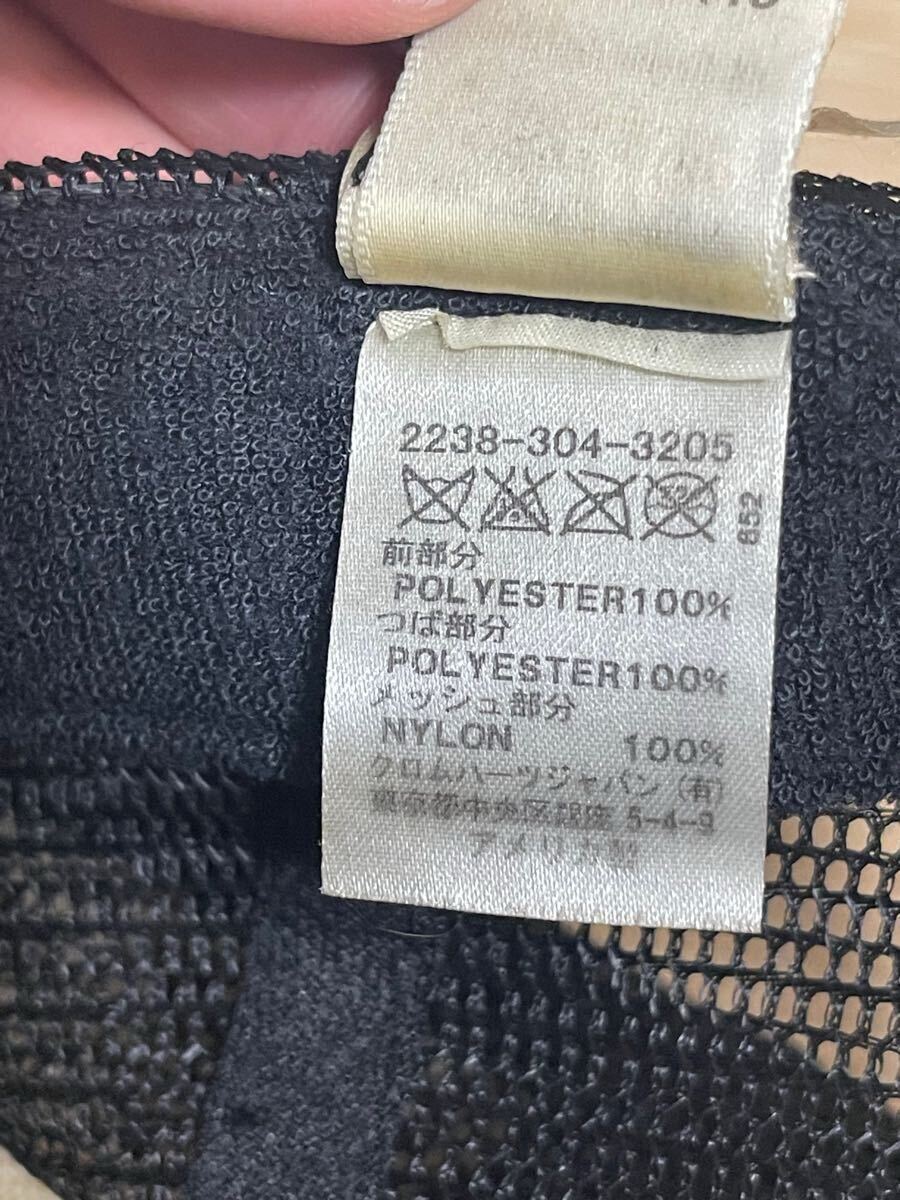 2238-304-3205
852
前部分
POLYESTER100%
つば部分
POLYESTER100%
メッシュ部分
NYLON 100%
クロムハーツジャパン(有)
東京都中央区銀座 5-4-9
アメリカ製